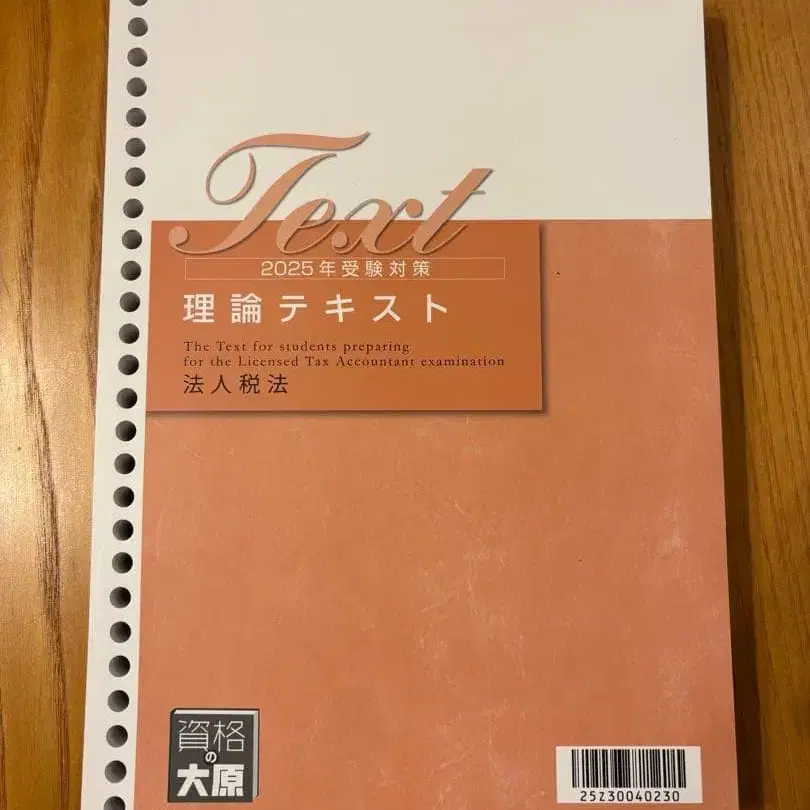 Text
2025年受験対策
理論テキスト
The Text for students preparing
for the Licensed Tax Accountant examination
法人税法
資格
の
大原
25Z30040230